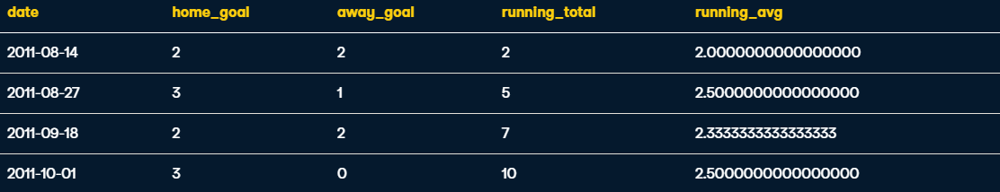 date home_goal away_goal running_total running_avg
2011-08-14 2 2 2 2.0000000000000000
2011-08-27 3 1 5 2.5000000000000000
2011-09-18 2 2 7 2.3333333333333333
2011-10-01 3 0 10 2.5000000000000000